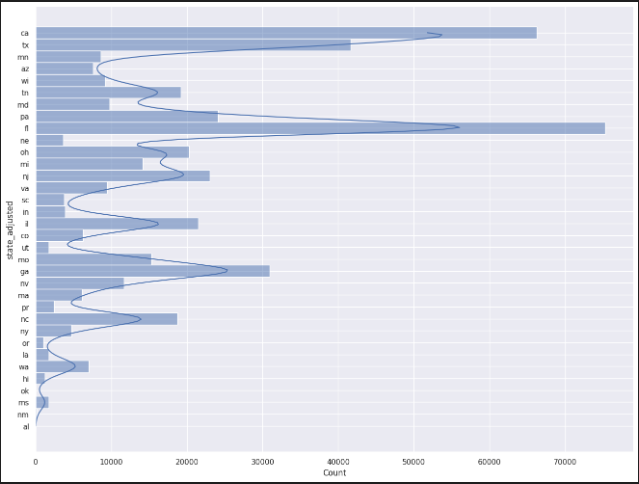 ca
tx
mn
az
wi
tn
md
pa
fl
ne
oh
mi
nj
va
sc
in
il
co
ut
mo
ga
nv
ma
pr
nc
ny
or
la
wa
hi
ok
ms
nm
al
state_adjusted
0 10000 20000 30000 40000 50000 60000 70000
Count